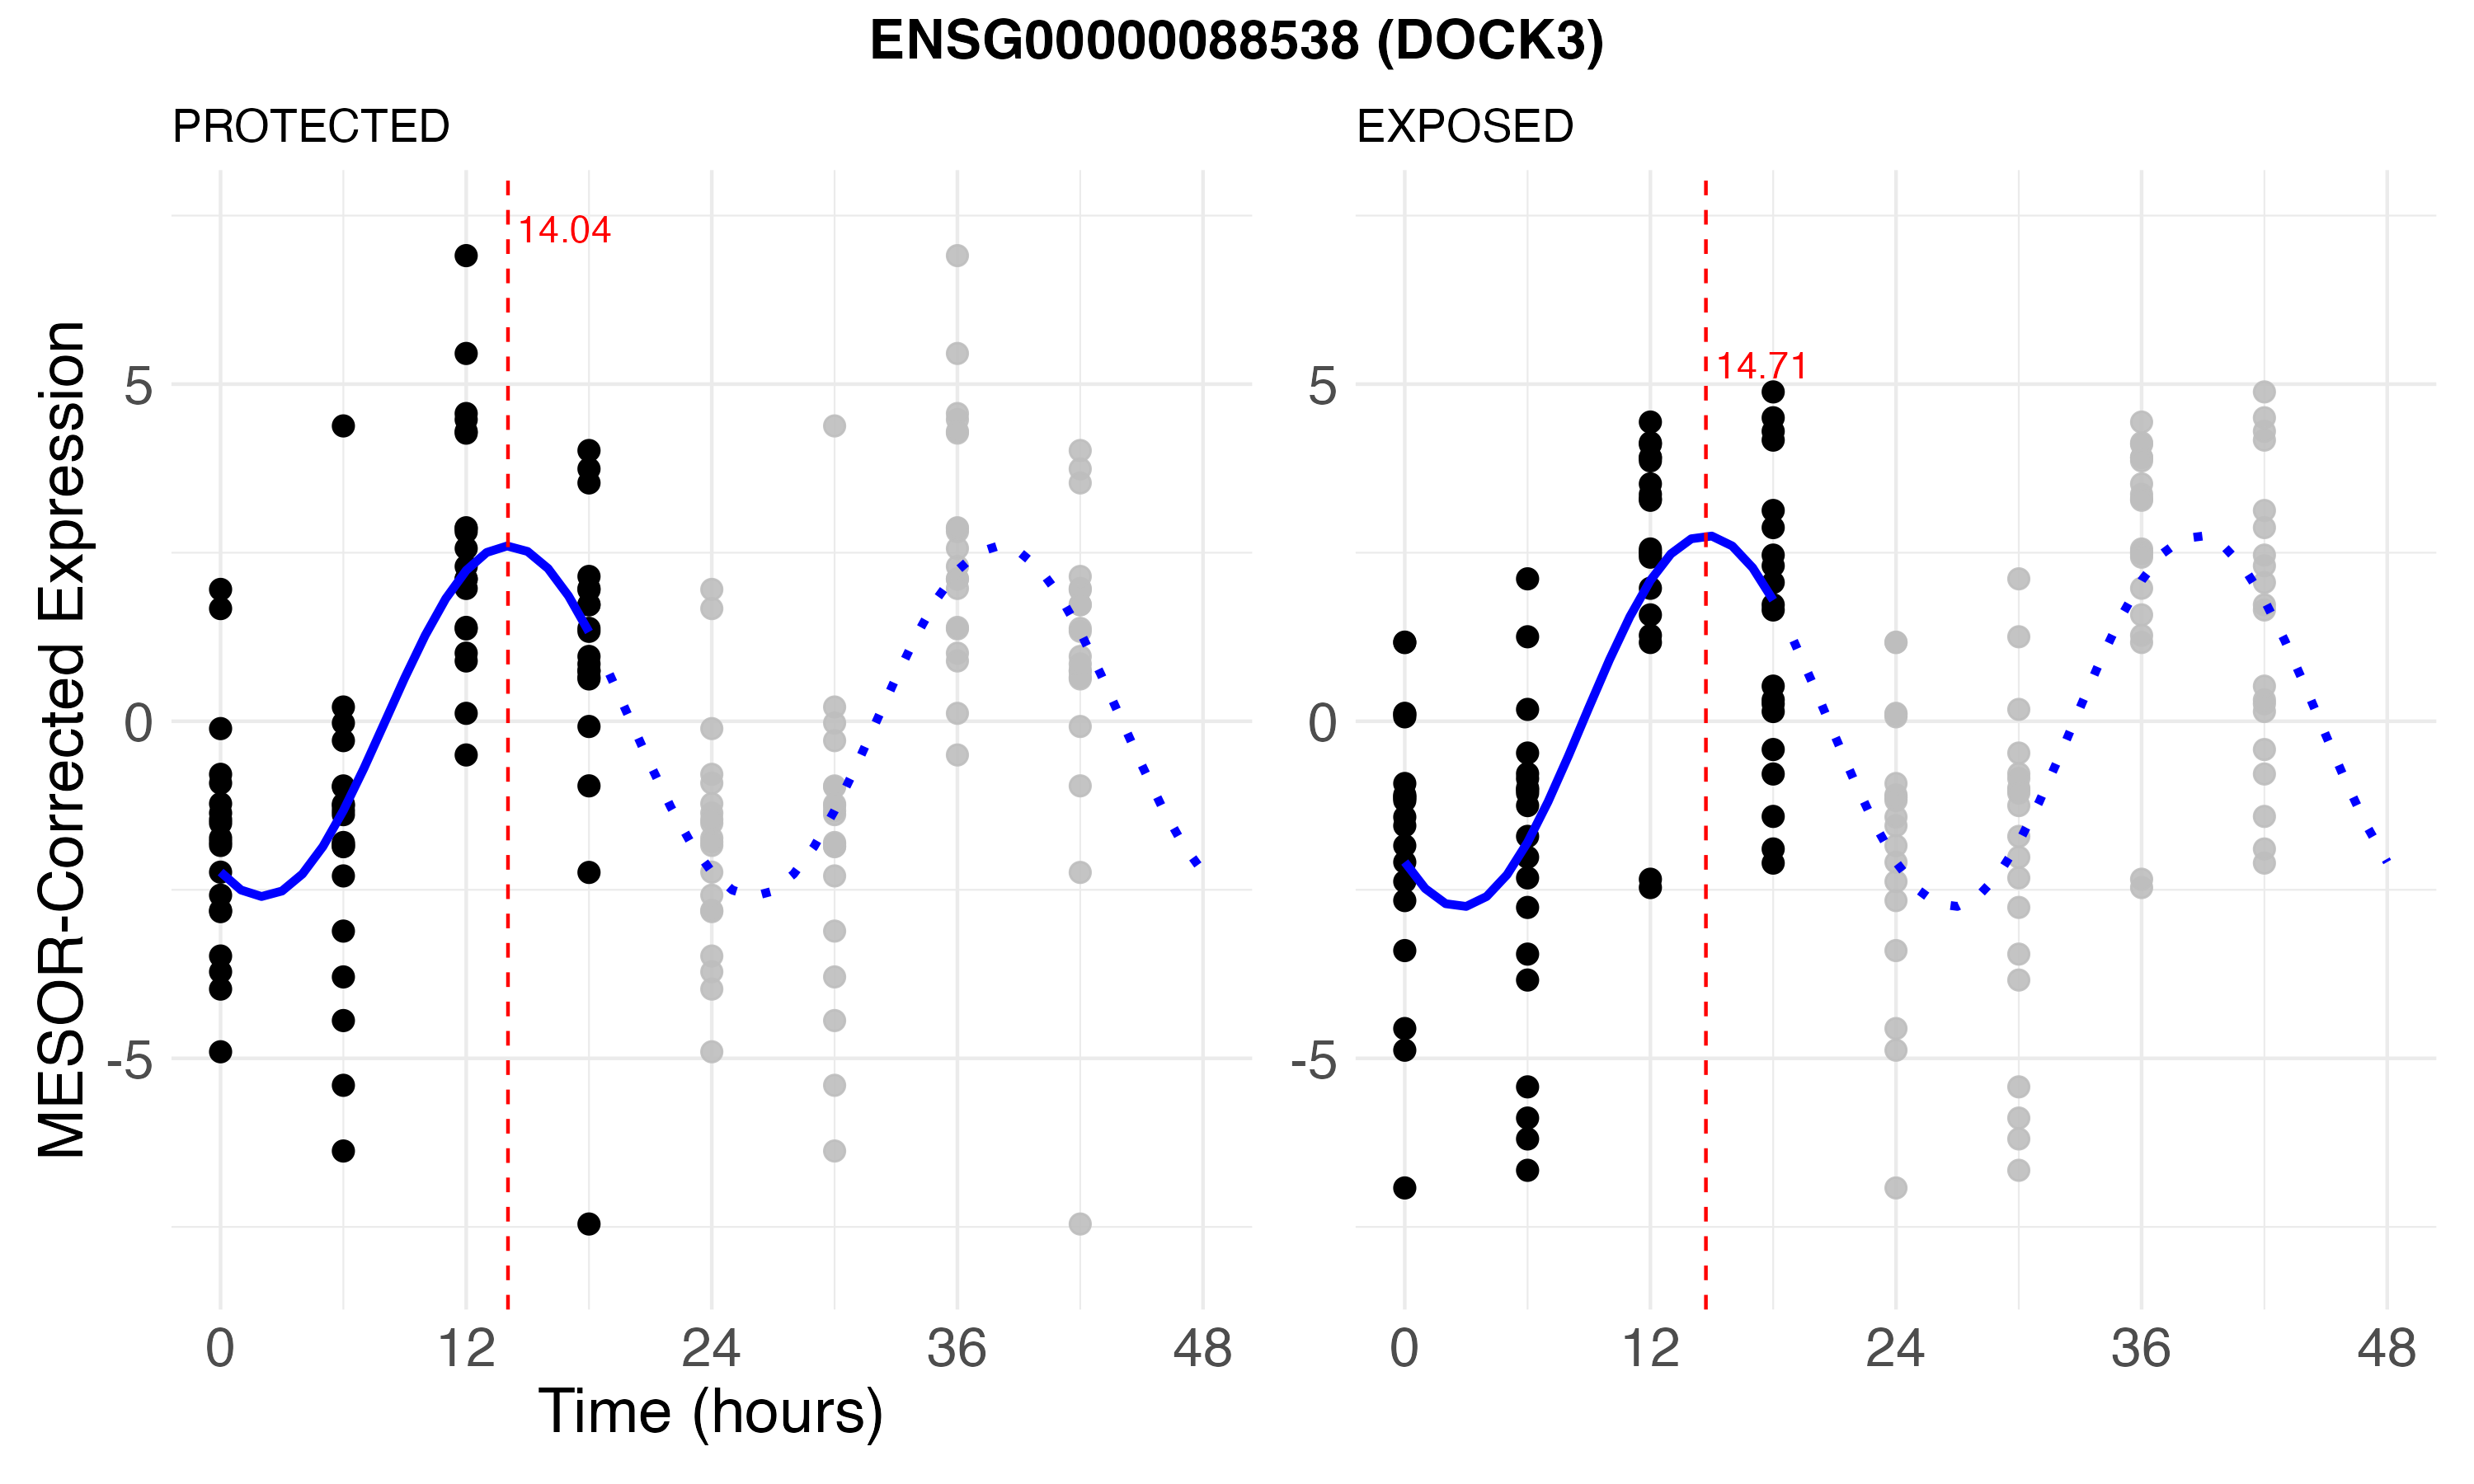 ENSG00000088538 (DOCK3)
PROTECTED
EXPOSED
MESOR-Corrected Expression
14.04
5
0
-5
0 12 24 36 48
14.71
5
0
-5
0 12 24 36 48
Time (hours)